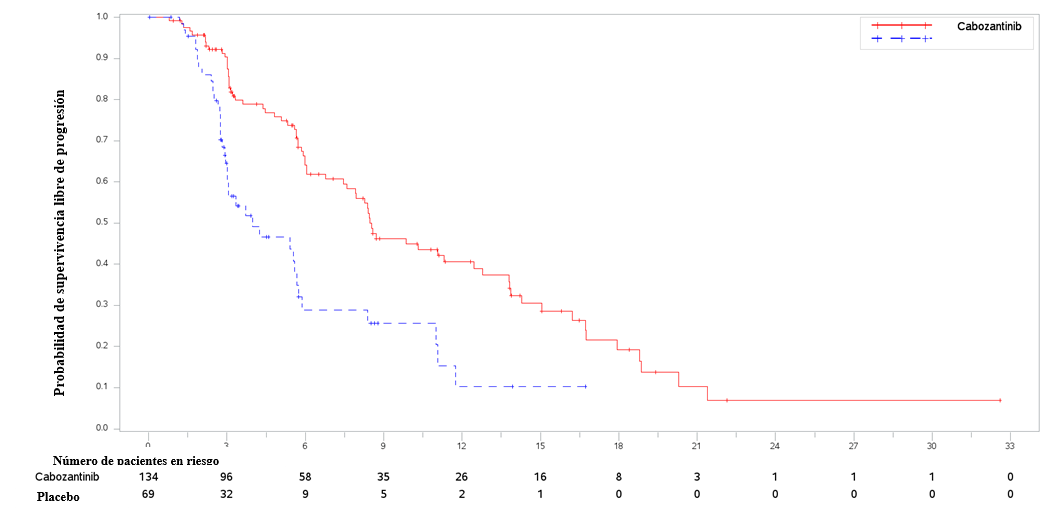 Cabozantinib
Probabilidad de supervivencia libre de progresión
1.0
0.9
0.8
0.7
0.6
0.5
0.4
0.3
0.2
0.1
0.0
0 3 6 9 12 15 18 21 24 27 30 33
Número de pacientes en riesgo
Cabozantinib 134 96 58 35 26 16 8 3 1 1 1 0
Placebo 69 32 9 5 2 1 0 0 0 0 0 0